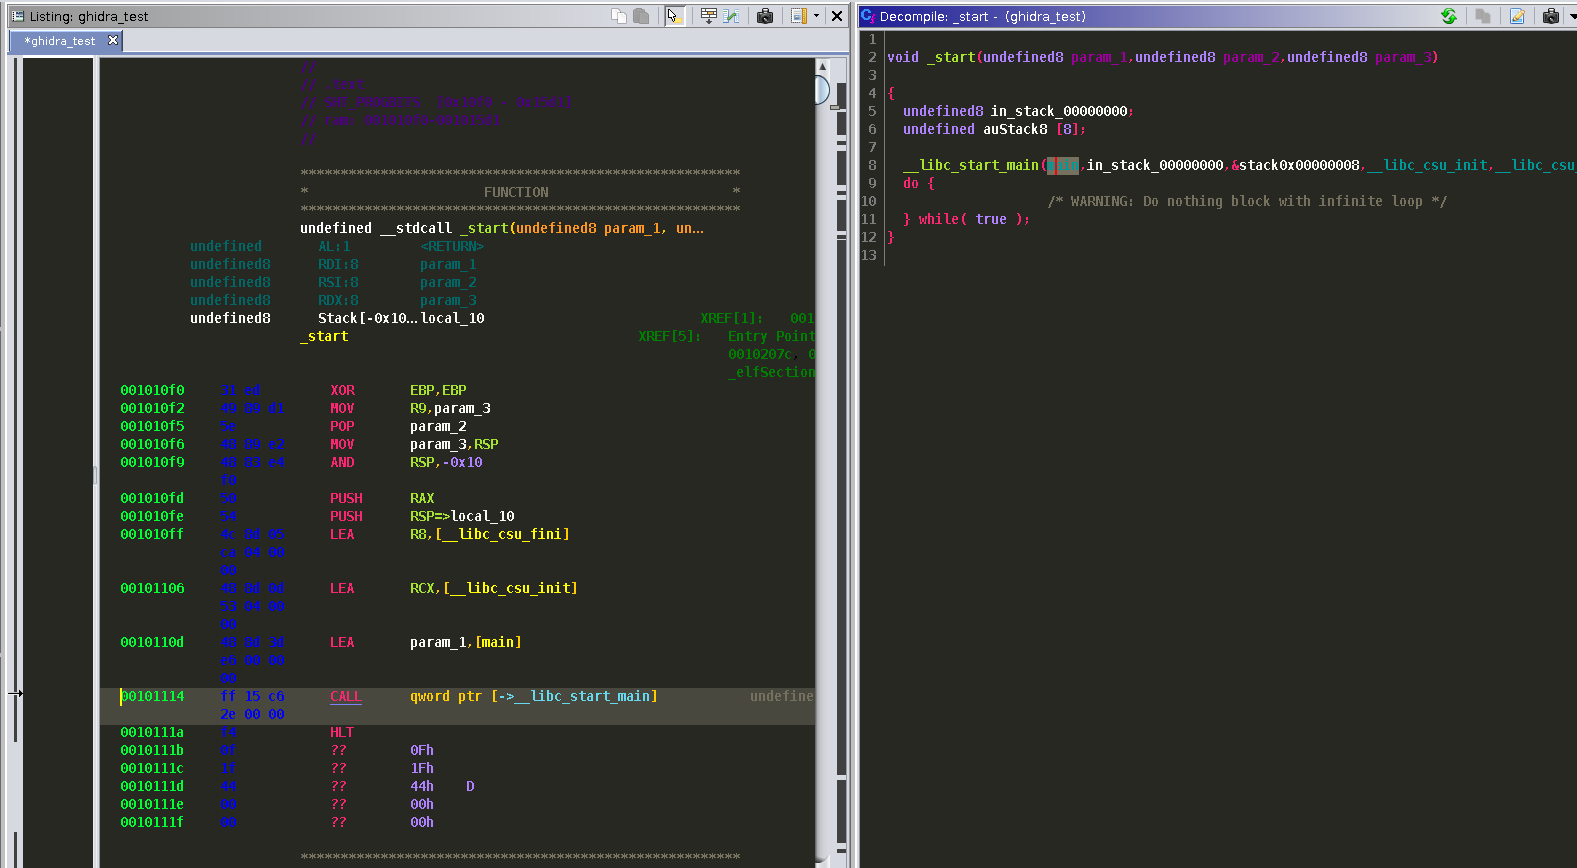 Listing: ghidra_test
*ghidra_test
//
// .text
// SHT_PROGBITS [0x10f0 - 0x15d1]
// ram: 001010f0-001015d1
//
*******************************************************
* FUNCTION *
*******************************************************
undefined __stdcall _start(undefined8 param_1, un...
undefined AL:1 <RETURN>
undefined8 RDI:8 param_1
undefined8 RSI:8 param_2
undefined8 RDX:8 param_3
undefined8 Stack[-0x10... local_10 XREF[1]: 001
_start XREF[5]: Entry Point
0010207c, 0
_elfSection
001010f0 31 ed XOR EBP,EBP
001010f2 49 89 d1 MOV R9,param_3
001010f5 5e POP param_2
001010f6 48 89 e2 MOV param_3,RSP
001010f9 48 83 e4 AND RSP,-0x10
f0
001010fd 50 PUSH RAX
001010fe 54 PUSH RSP=>local_10
001010ff 4c 8d 05 LEA R8,[__libc_csu_fini]
ca 04 00
00
00101106 48 8d 0d LEA RCX,[__libc_csu_init]
53 04 00
00
0010110d 48 8d 3d LEA param_1,[main]
e6 00 00
00
00101114 ff 15 c6 CALL qword ptr [->__libc_start_main] undefine
2e 00 00
0010111a f4 HLT
0010111b 0f ?? 0Fh
0010111c 1f ?? 1Fh
0010111d 44 ?? 44h D
0010111e 00 ?? 00h
0010111f 00 ?? 00h
*******************************************************
Decompile: _start - (ghidra_test)
1
2 void _start(undefined8 param_1,undefined8 param_2,undefined8 param_3)
3
4 {
5 undefined8 in_stack_00000000;
6 undefined auStack8 [8];
7
8 __libc_start_main(main,in_stack_00000000,&stack0x00000008,__libc_csu_init,__libc_csu
9 do {
10 /* WARNING: Do nothing block with infinite loop */
11 } while( true );
12 }
13